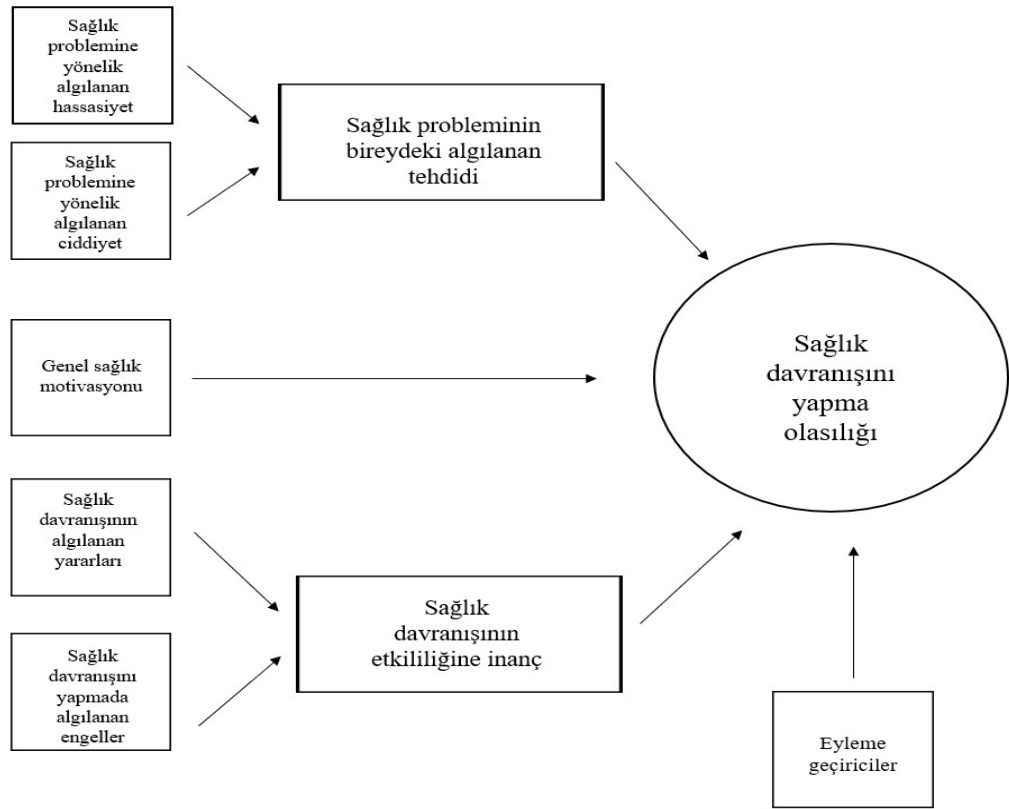 Sağlık
problemine
yönelik
algılanan
hassasiyet
Sağlık probleminin
bireydeki algılanan
tehdidi
Sağlık
problemine
yönelik
algılanan
ciddiyet
Genel sağlık
motivasyonu
Sağlık
davranışını
yapma
olasılığı
Sağlık
davranışının
algılanan
yararları
Sağlık
davranışının
etkililiğine inanç
Sağlık
davranışını
yapmada
algılanan
engeller
Eyleme
geçiriciler